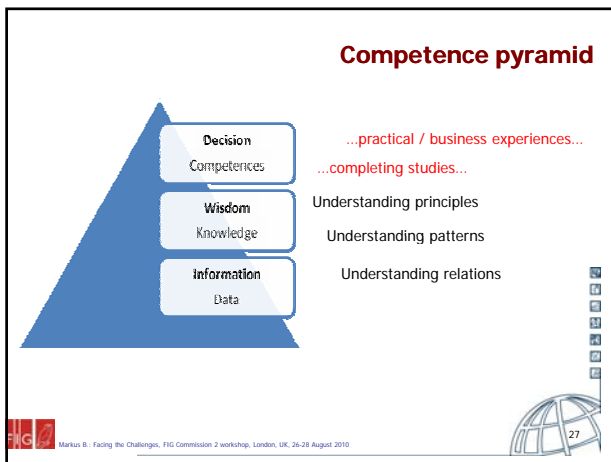 Competence pyramid
Decision
Competences
...practical / business experiences...
...completing studies...
Wisdom
Knowledge
Understanding principles
Understanding patterns
Information
Data
Understanding relations
FIG
Markus B.: Facing the Challenges, FIG Commission 2 workshop, London, UK, 26-28 August 2010
27